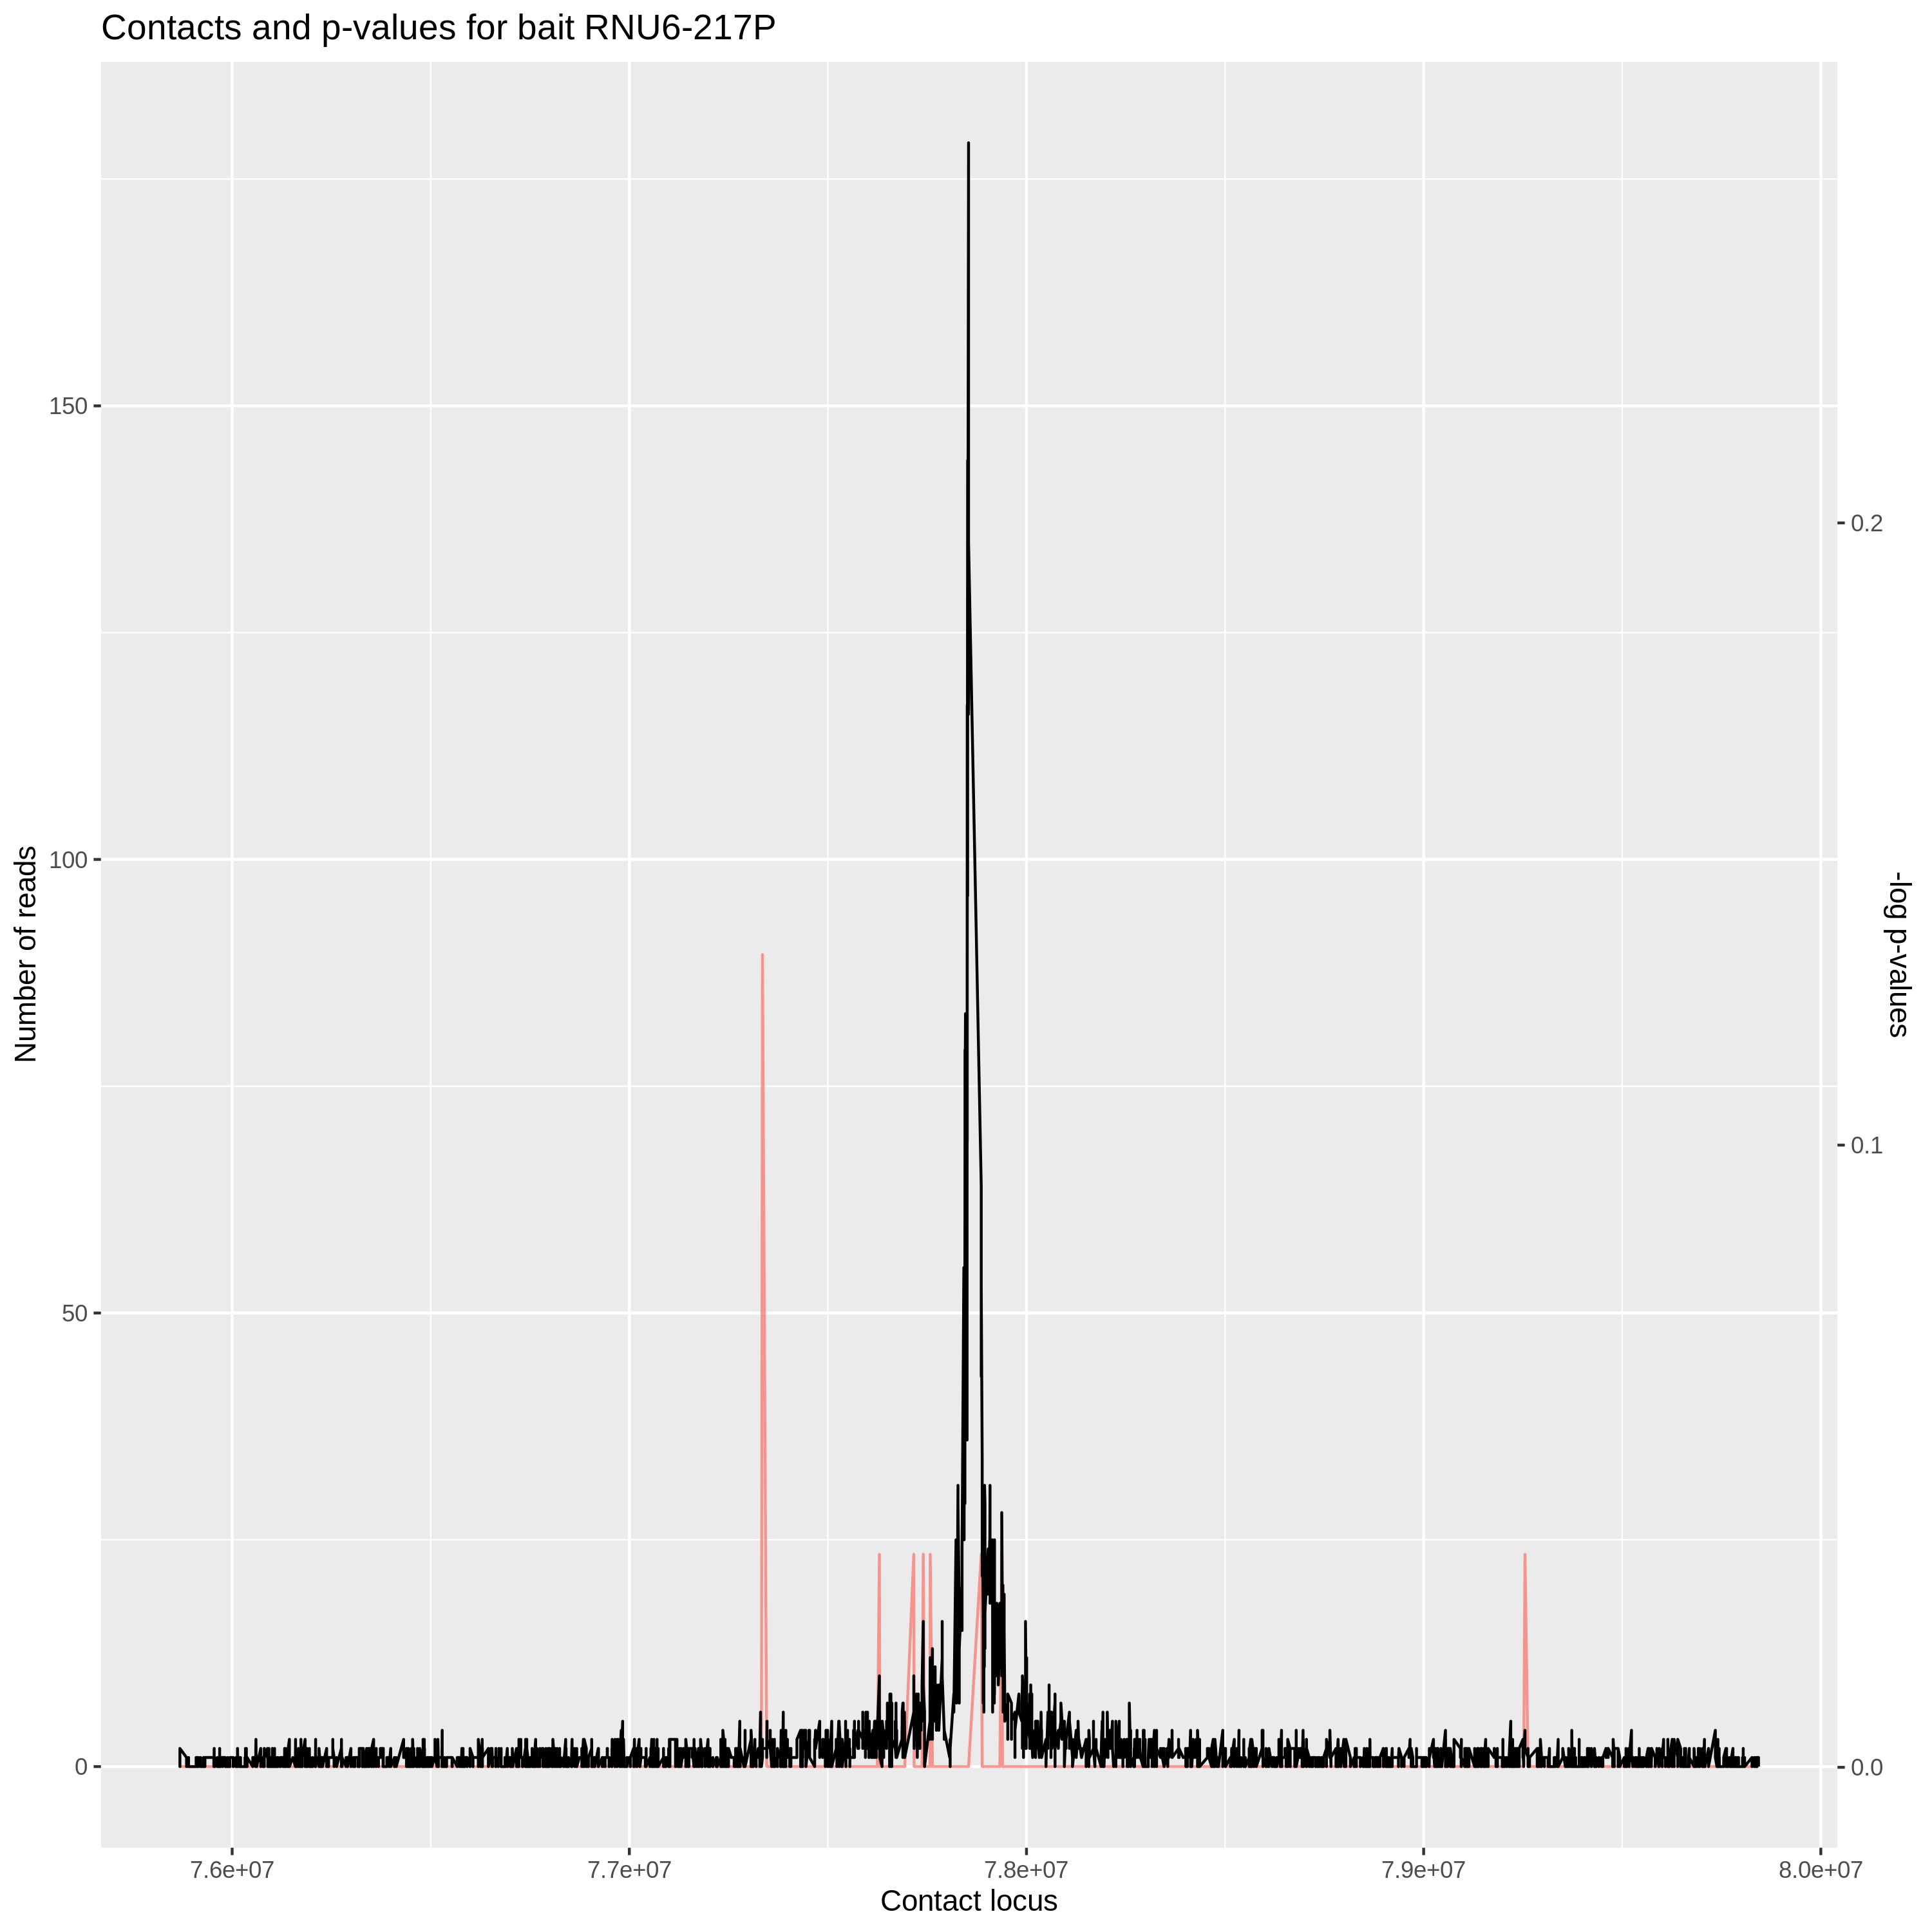 Contacts and p-values for bait RNU6-217P
150
100
50
0
0.2
0.1
0.0
Number of reads
-log p-values
7.6e+07 7.7e+07 7.8e+07 7.9e+07 8.0e+07
Contact locus